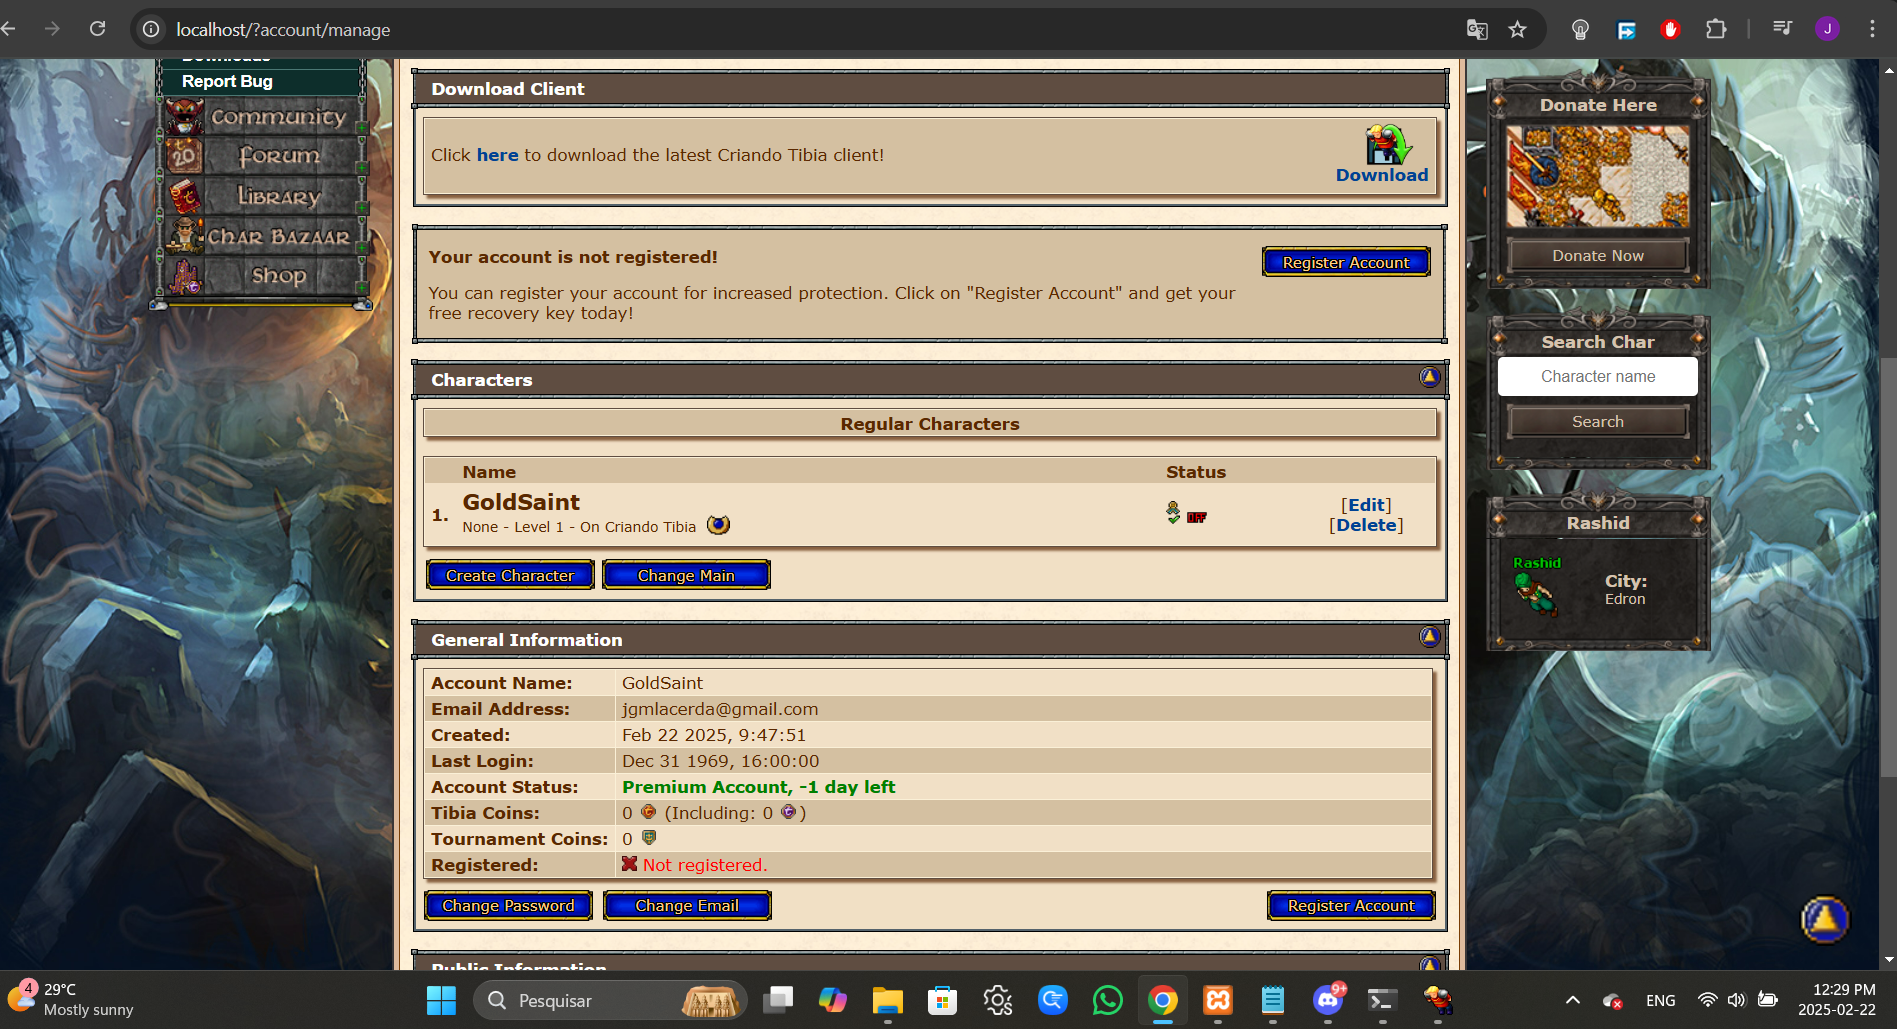 localhost/?account/manage
J
Downloads
Report Bug
Community
Forum
Library
Char Bazaar
Shop
Download Client
Click here to download the latest Criando Tibia client!
Download
Your account is not registered!
Register Account
You can register your account for increased protection. Click on "Register Account" and get your
free recovery key today!
Characters
Regular Characters
Name Status
1. GoldSaint
None - Level 1 - On Criando Tibia
OFF
[Edit]
[Delete]
Create Character Change Main
General Information
Account Name: GoldSaint
Email Address: jgmlacerda@gmail.com
Created: Feb 22 2025, 9:47:51
Last Login: Dec 31 1969, 16:00:00
Account Status: Premium Account, -1 day left
Tibia Coins: 0 (Including: 0 )
Tournament Coins: 0
Registered: Not registered.
Change Password Change Email Register Account
Public Information
Donate Here
Donate Now
Search Char
Character name
Search
Rashid
Rashid
City:
Edron
4
29°C
Mostly sunny
Pesquisar
9+
ENG
12:29 PM
2025-02-22